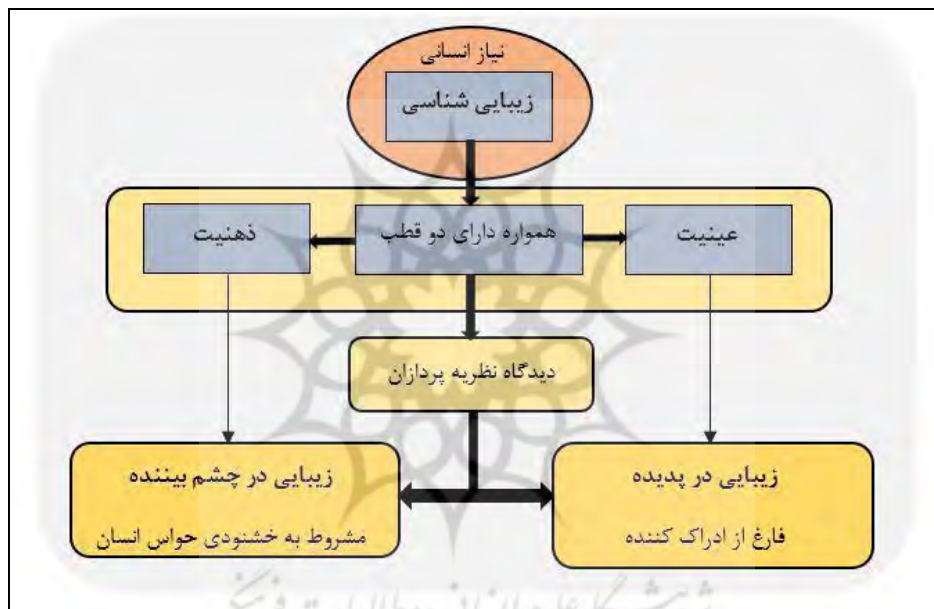 نیاز انسانی
زیبایی شناسی
عینیت
همواره دارای دو قطب
ذهنیت
دیدگاه نظریه پردازان
زیبایی در پدیده
فارغ از ادراک کننده
زیبایی در چشم بیننده
مشروط به خشنودی حواس انسان